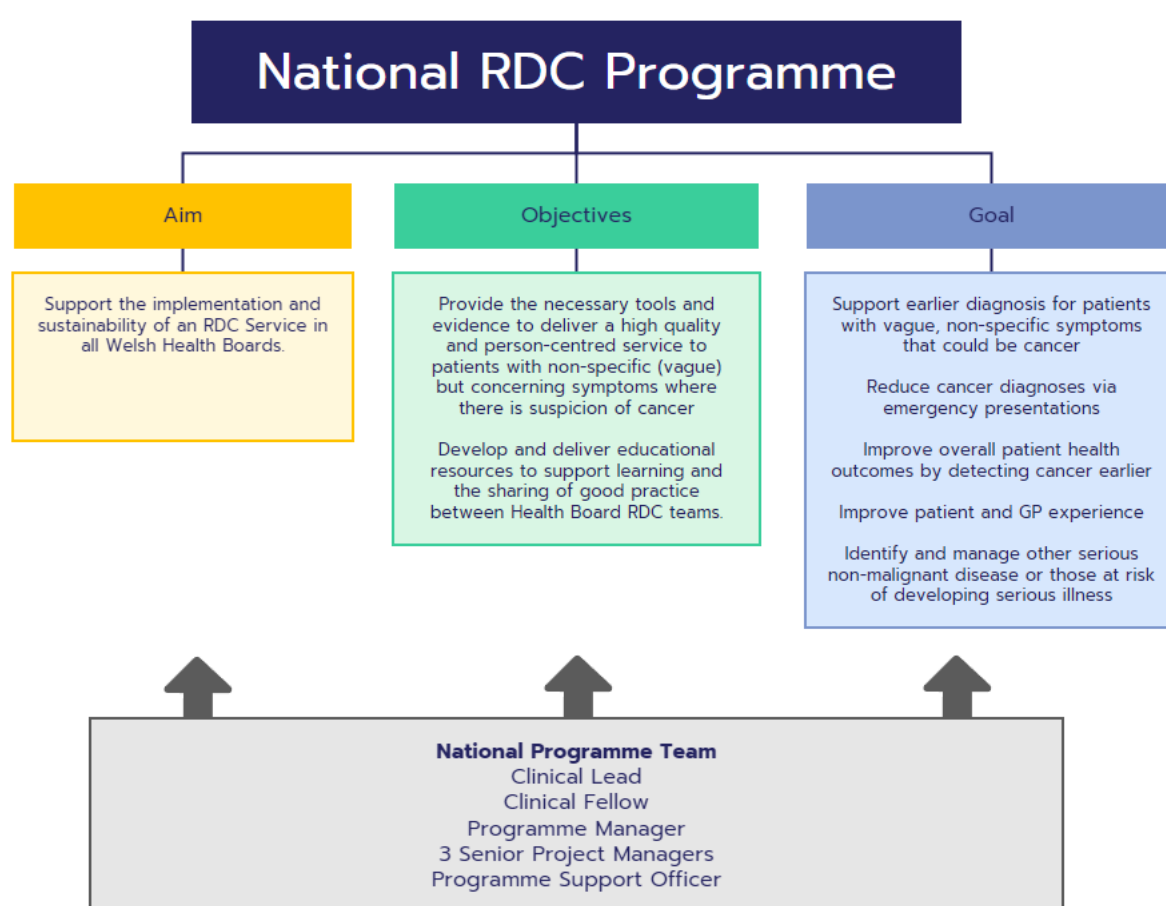 National RDC Programme
Aim
Support the implementation and
sustainability of an RDC Service in
all Welsh Health Boards.
Objectives
Provide the necessary tools and
evidence to deliver a high quality
and person-centred service to
patients with non-specific (vague)
but concerning symptoms where
there is suspicion of cancer
Develop and deliver educational
resources to support learning and
the sharing of good practice
between Health Board RDC teams.
Goal
Support earlier diagnosis for patients
with vague, non-specific symptoms
that could be cancer
Reduce cancer diagnoses via
emergency presentations
Improve overall patient health
outcomes by detecting cancer earlier
Improve patient and GP experience
Identify and manage other serious
non-malignant disease or those at risk
of developing serious illness
National Programme Team
Clinical Lead
Clinical Fellow
Programme Manager
3 Senior Project Managers
Programme Support Officer